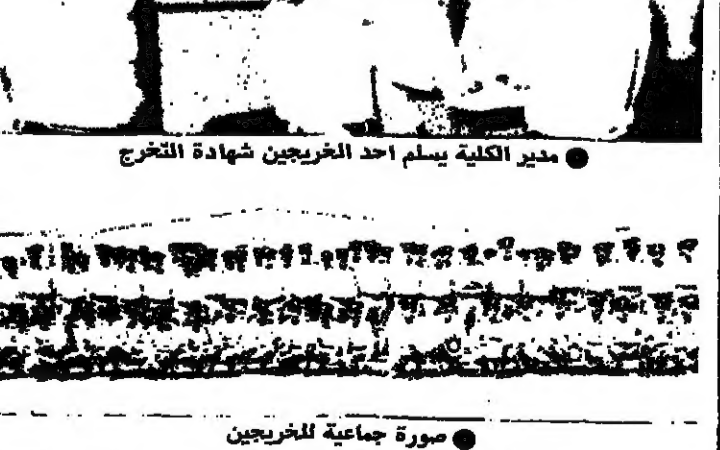 ● مدير الكلية يسلم احد الخريجين شهادة التخرج
● صورة جماعية للخريجين